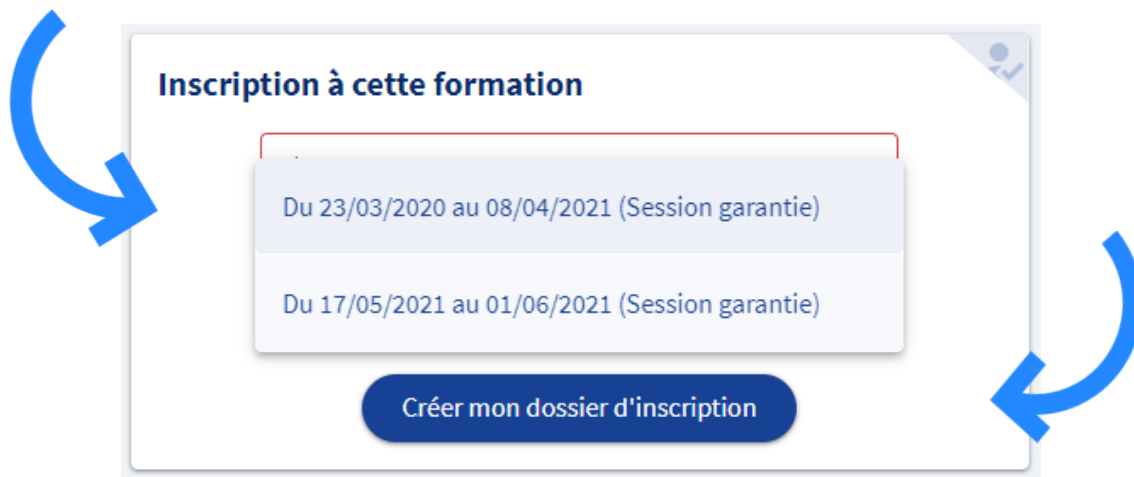 Inscription à cette formation
Du 23/03/2020 au 08/04/2021 (Session garantie)
Du 17/05/2021 au 01/06/2021 (Session garantie)
Créer mon dossier d'inscription